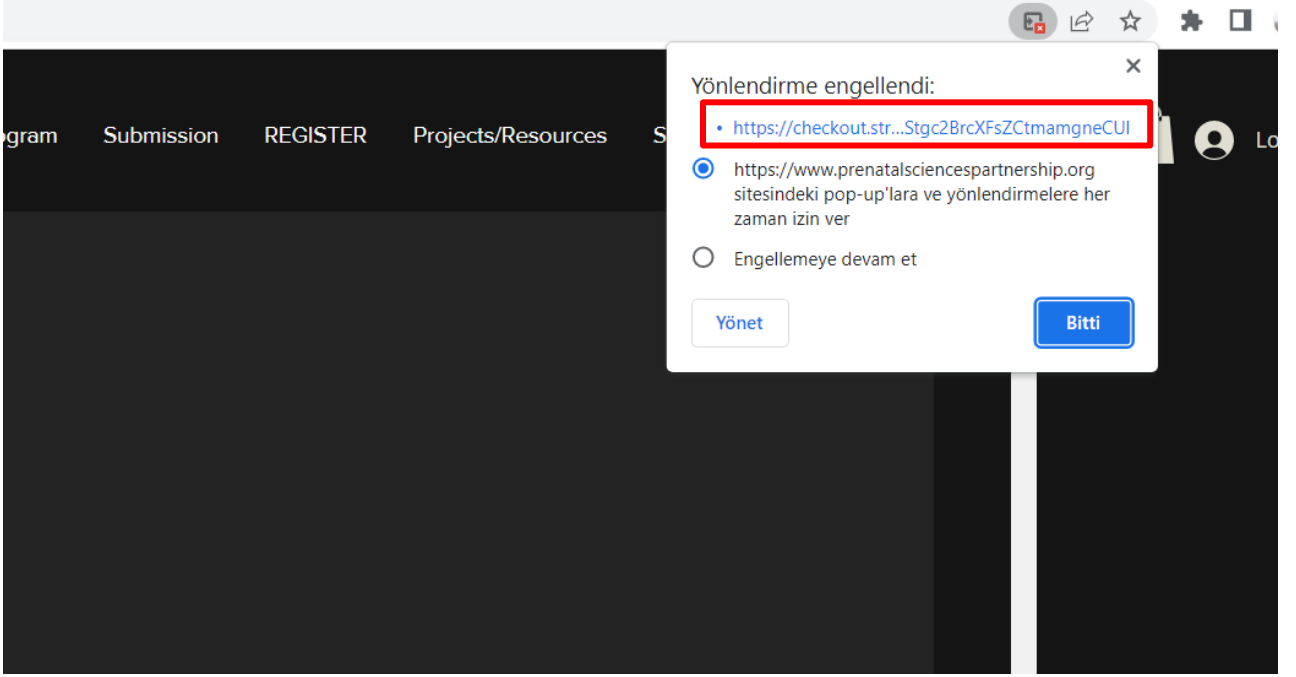 Yönlendirme engellendi:
ogram Submission REGISTER Projects/Resources S
• https://checkout.str...Stgc2BrcXFsZCtmamgneCUl
Lo
https://www.prenatalsciencespartnership.org
sitesindeki pop-up'lara ve yönlendirmelere her
zaman izin ver
Engellemeye devam et
Yönet
Bitti